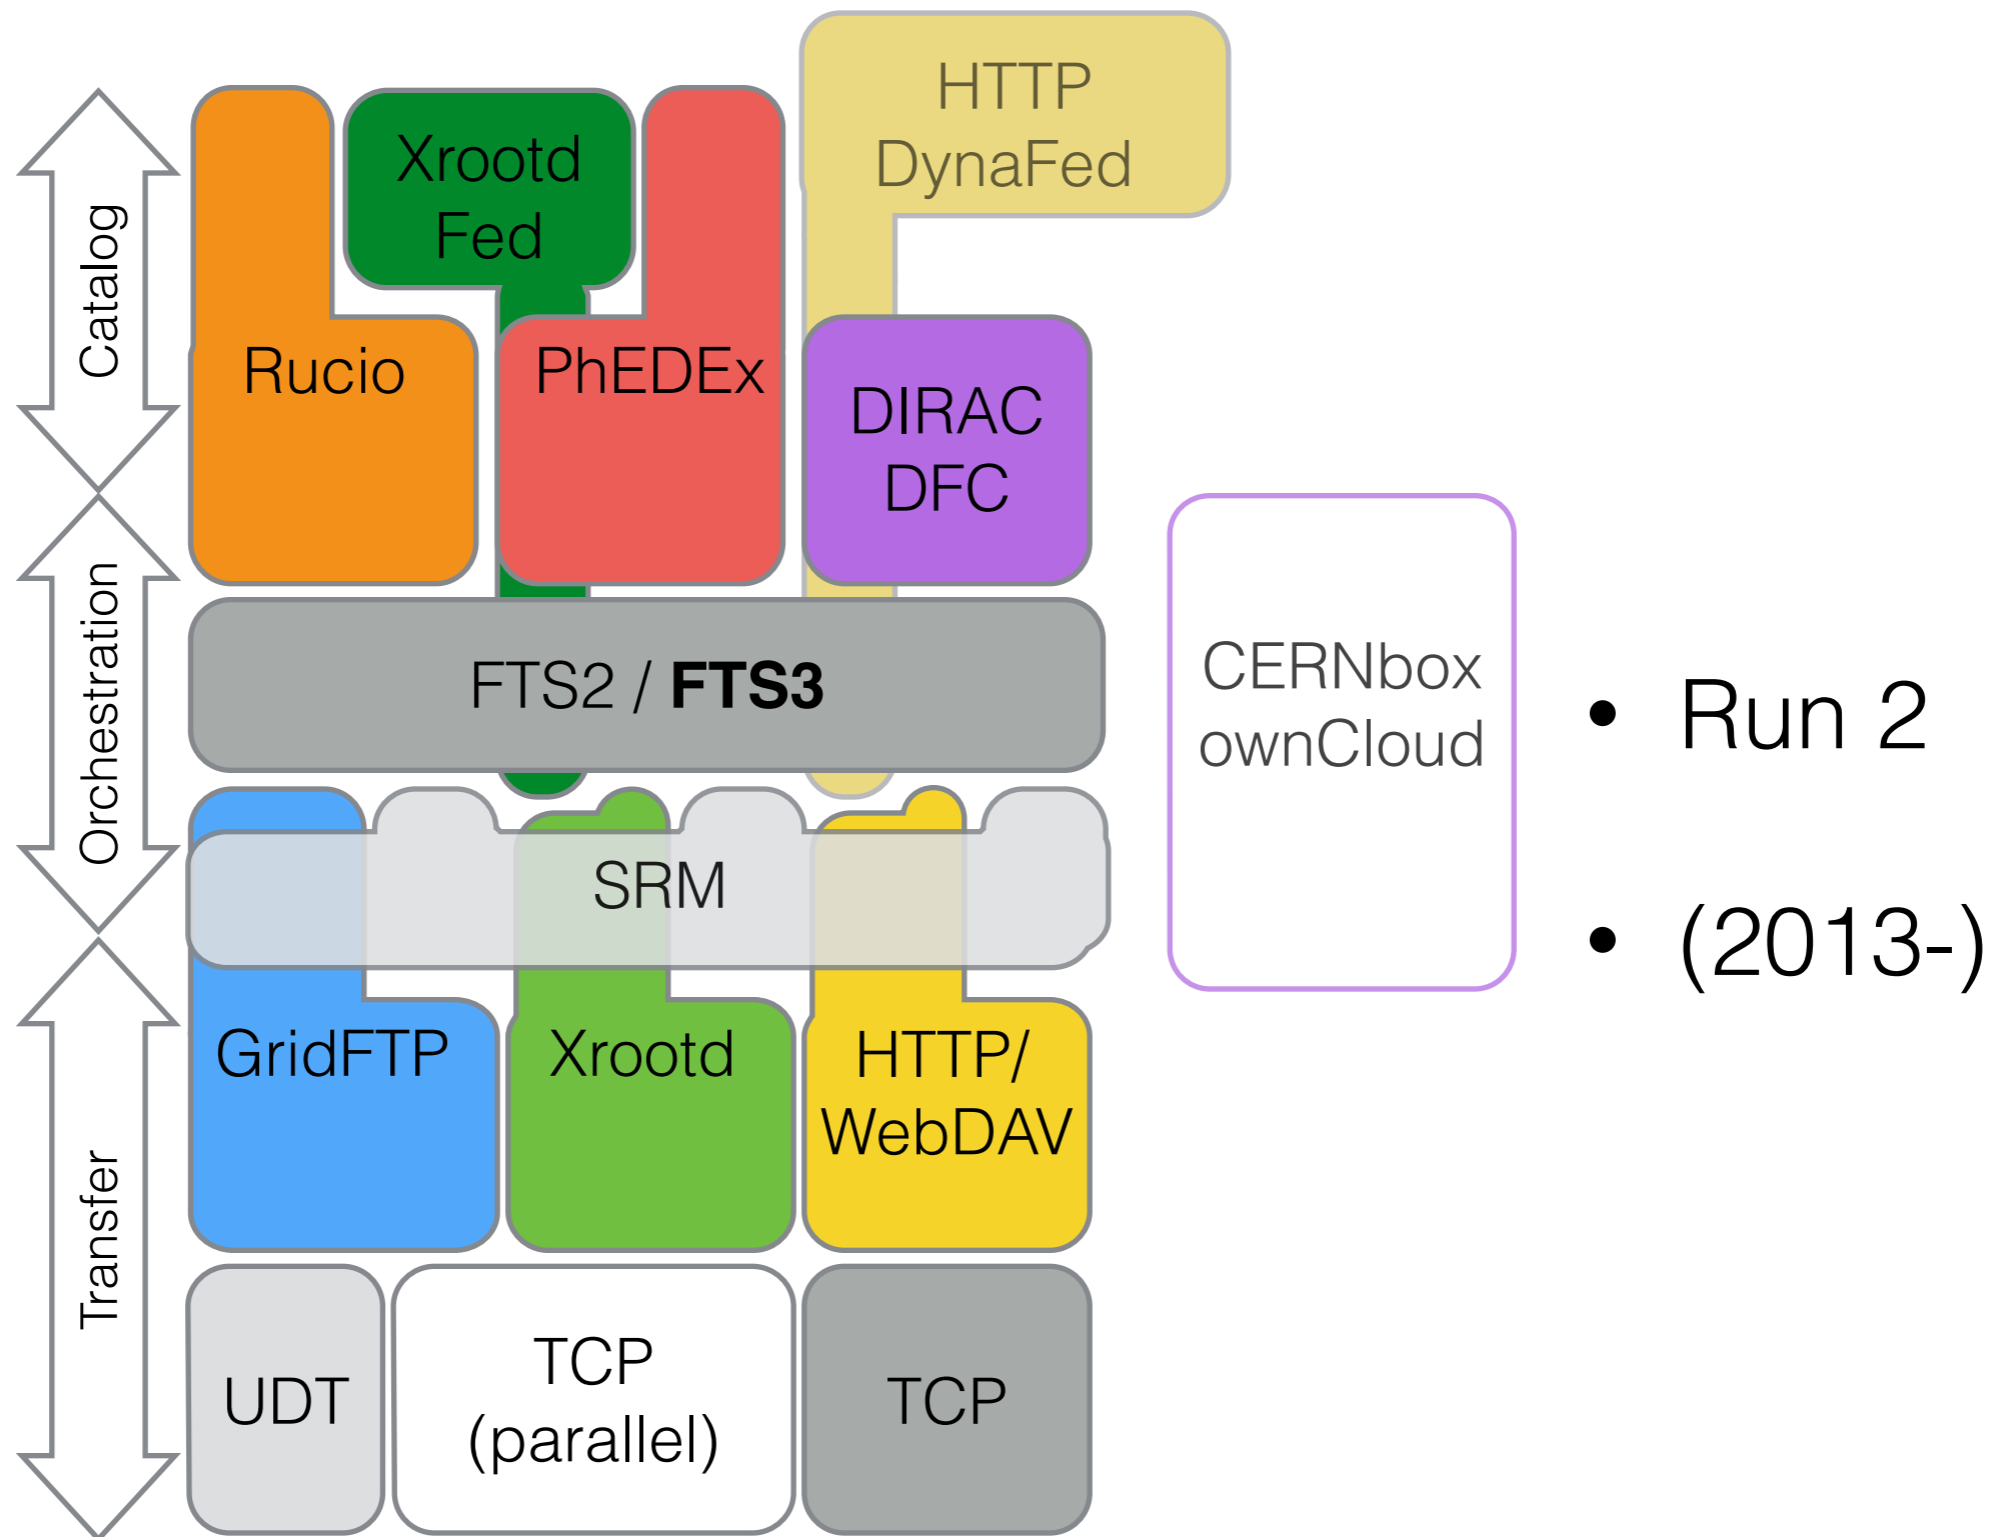 HTTP
DynaFed
Xrootd
Fed
Catalog
Rucio
PhEDEx
DIRAC
DFC
Orchestration
FTS2 / FTS3
CERNbox
ownCloud
• Run 2
SRM
• (2013-)
Transfer
GridFTP
Xrootd
HTTP/
WebDAV
UDT
TCP
(parallel)
TCP